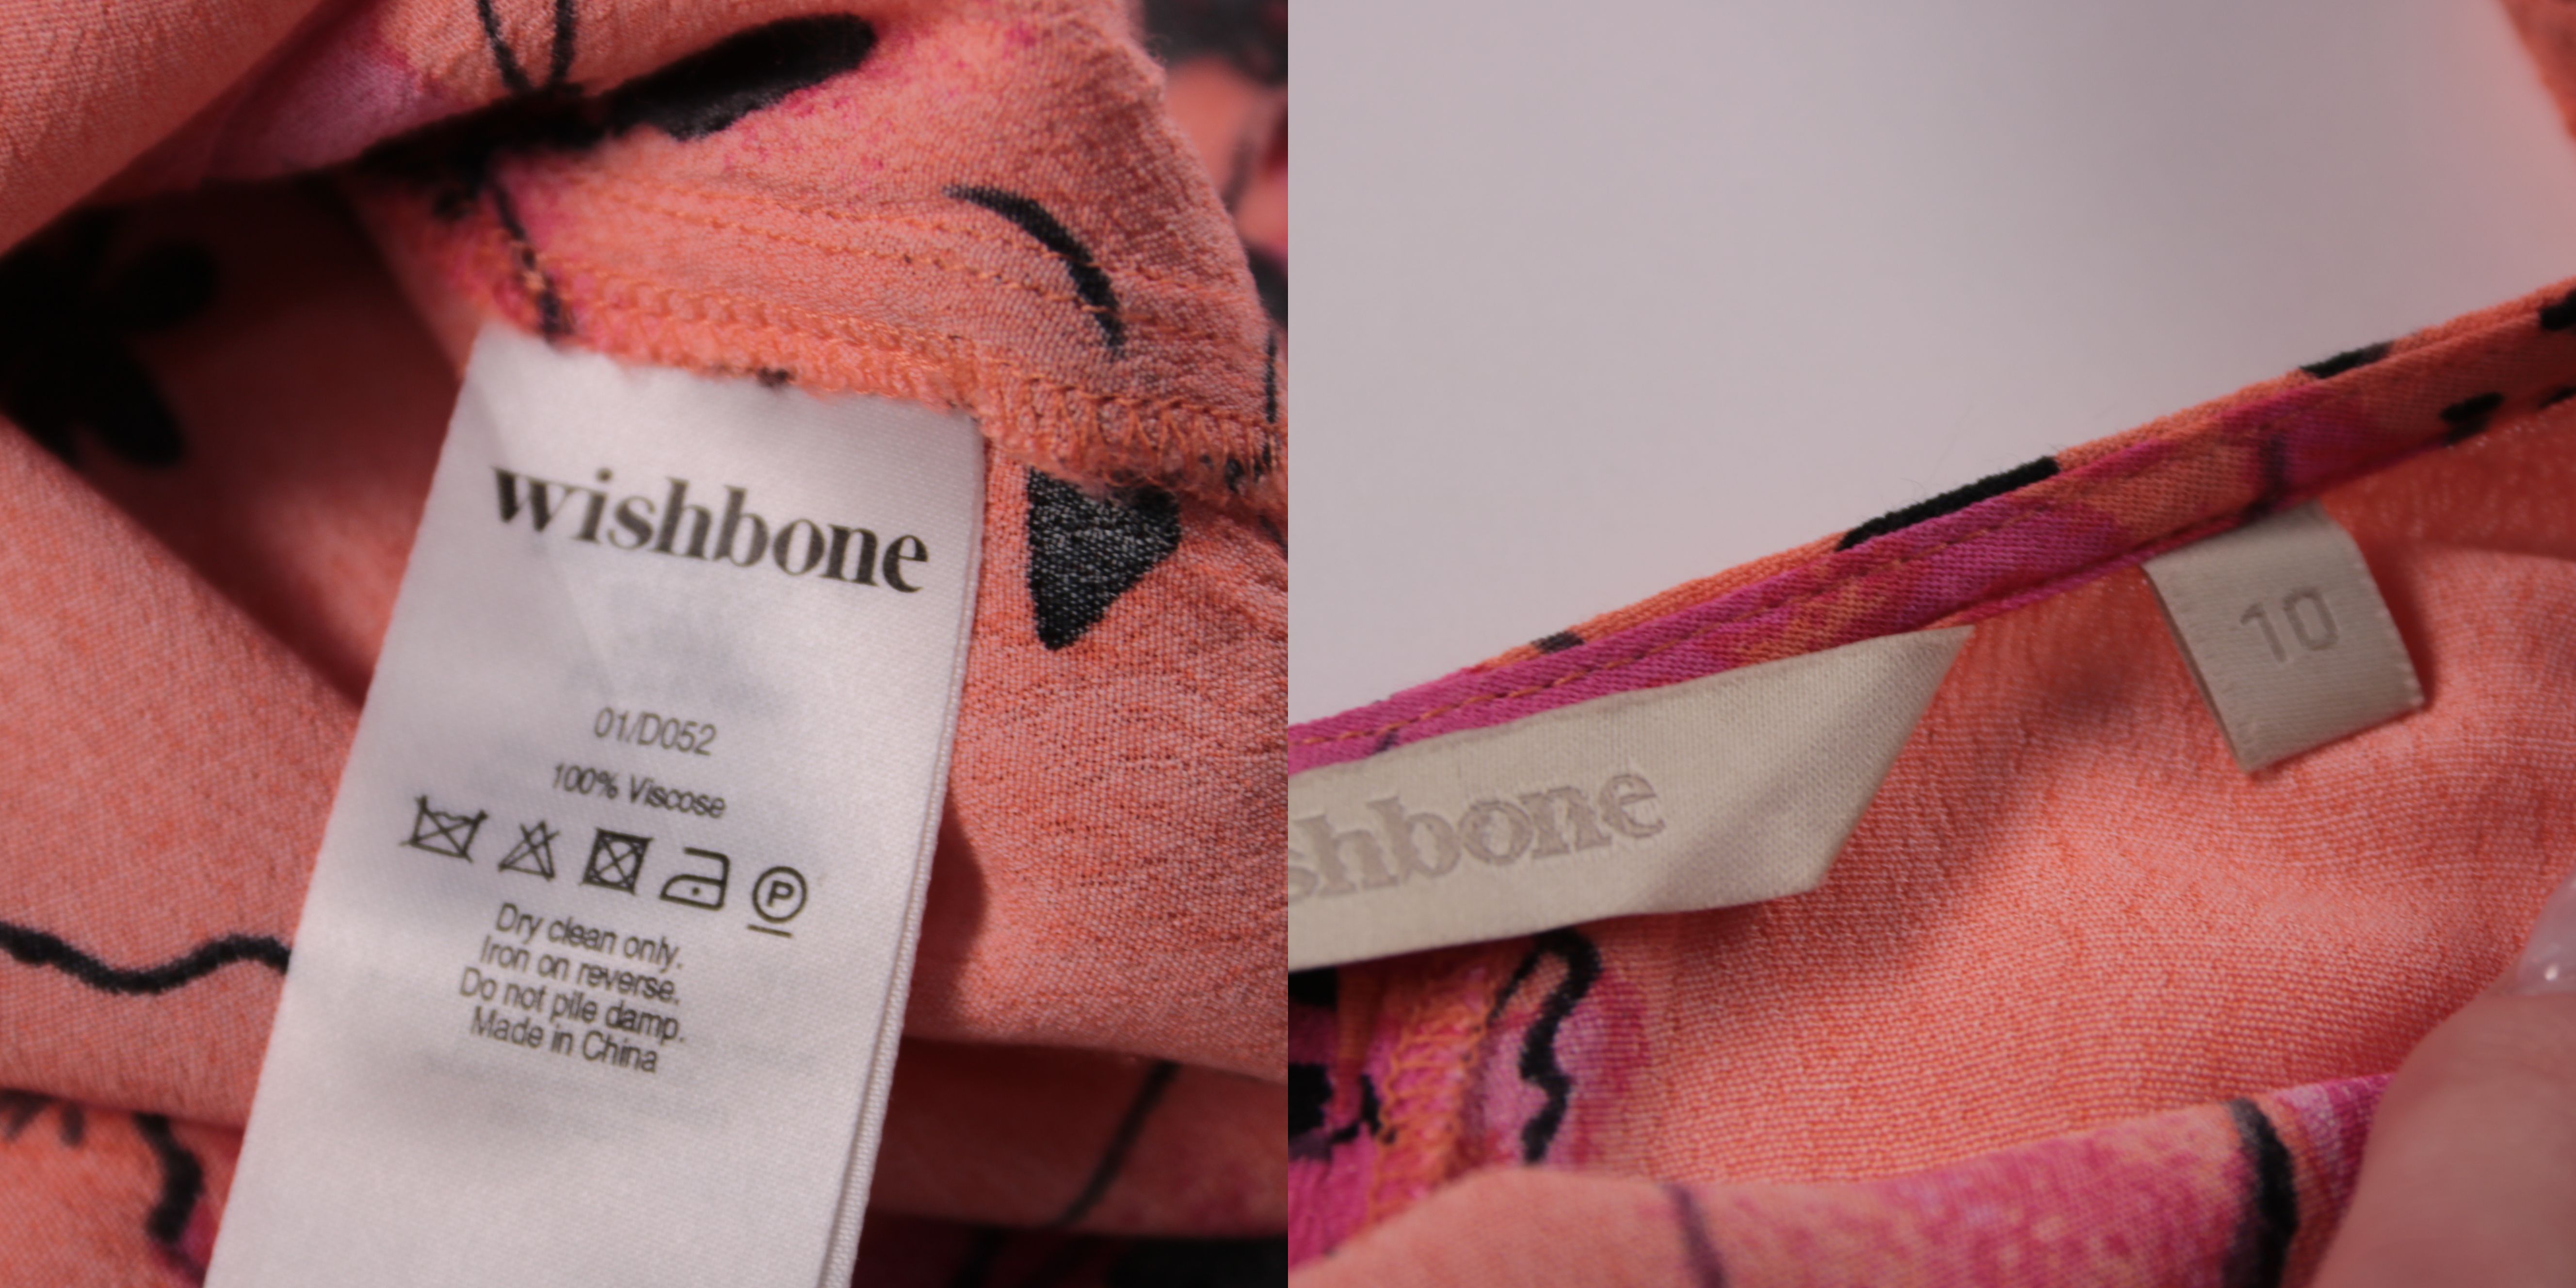 wishbone
01/D052
100% Viscose
P
Dry clean only.
Iron on reverse.
Do not pile damp.
Made in China
shbone
10